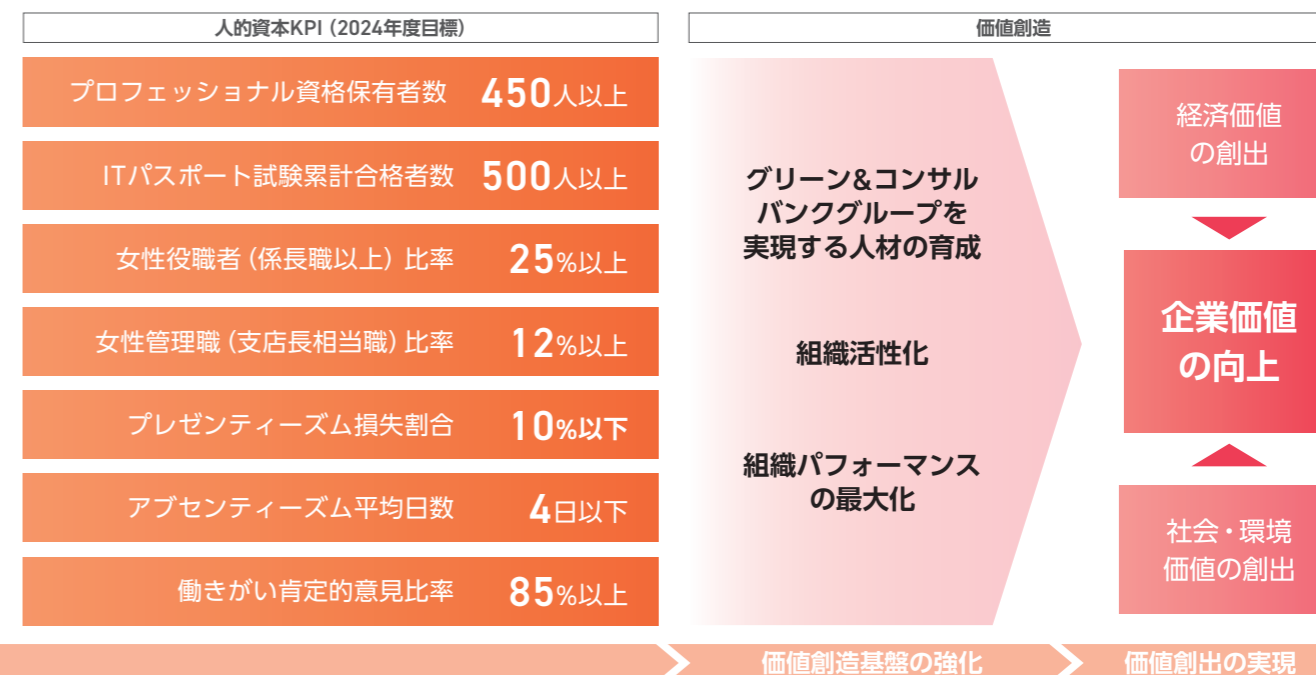 人的資本KPI（2024年度目標）
プロフェッショナル資格保有者数 450人以上
ITパスポート試験累計合格者数 500人以上
女性役職者（係長職以上）比率 25%以上
女性管理職（支店長相当職）比率 12%以上
プレゼンティーズム損失割合 10%以下
アブセンティーズム平均日数 4日以下
働きがい肯定的意見比率 85%以上
価値創造
グリーン&コンサル
バンクグループを
実現する人材の育成
組織活性化
組織パフォーマンス
の最大化
経済価値
の創出
企業価値
の向上
社会・環境
価値の創出
価値創造基盤の強化
価値創出の実現